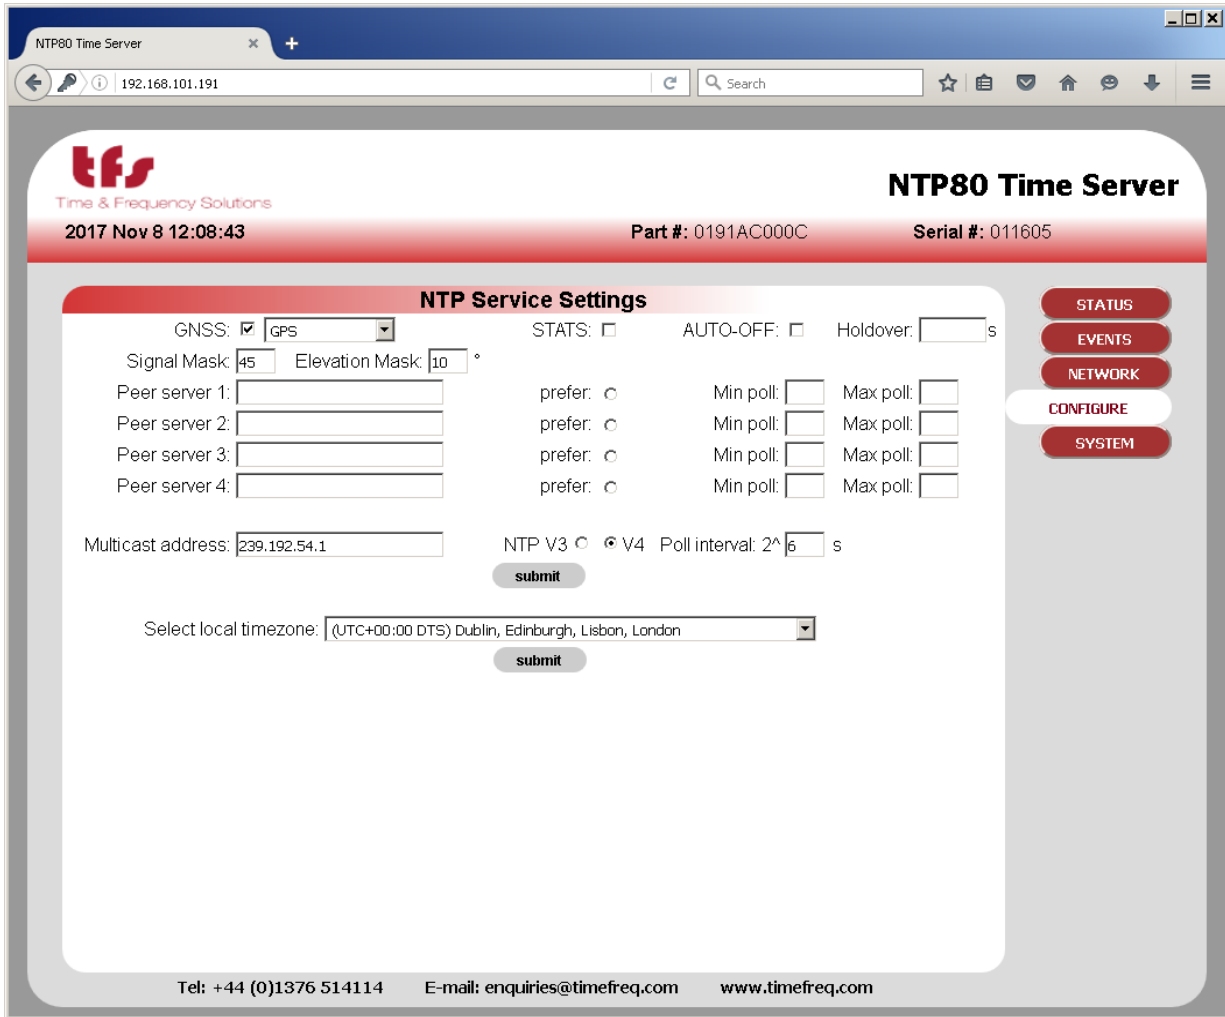 NTP80 Time Server
192.168.101.191
Search
tfs
Time & Frequency Solutions
NTP80 Time Server
2017 Nov 8 12:08:43 Part #: 0191AC000C Serial #: 011605
NTP Service Settings
GNSS: GPS STATS: AUTO-OFF: Holdover: s
Signal Mask: 45 Elevation Mask: 10 °
Peer server 1: prefer: Min poll: Max poll:
Peer server 2: prefer: Min poll: Max poll:
Peer server 3: prefer: Min poll: Max poll:
Peer server 4: prefer: Min poll: Max poll:
Multicast address: 239.192.54.1 NTP V3 V4 Poll interval: 2^ 6 s
submit
Select local timezone: (UTC+00:00 DTS) Dublin, Edinburgh, Lisbon, London
submit
STATUS
EVENTS
NETWORK
CONFIGURE
SYSTEM
Tel: +44 (0)1376 514114 E-mail: enquiries@timefreq.com www.timefreq.com